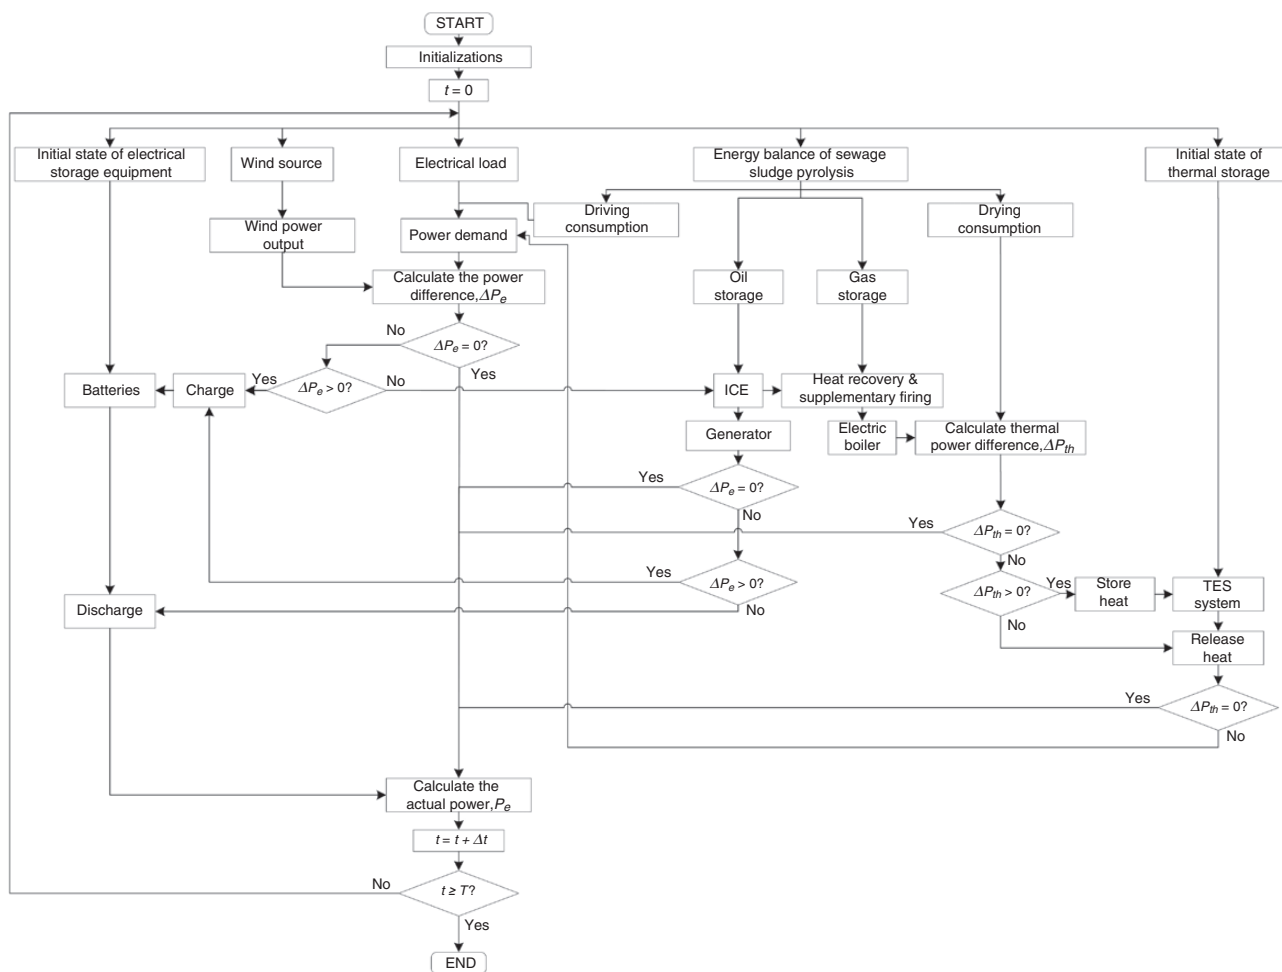 START
Initializations
t = 0
Initial state of electrical
storage equipment
Wind source
Electrical load
Energy balance of sewage
sludge pyrolysis
Initial state of
thermal storage
Wind power
output
Power demand
Driving
consumption
Drying
consumption
Calculate the power
difference,ΔPe
Oil
storage
Gas
storage
No
ΔPe = 0?
Yes
Batteries
Charge
Yes
ΔPe > 0?
No
ICE
Heat recovery &
supplementary firing
Generator
Electric
boiler
Calculate thermal
power difference,ΔPth
Yes
ΔPe = 0?
No
Yes
ΔPth = 0?
No
Yes
ΔPe > 0?
No
ΔPth > 0?
Yes
No
Store
heat
TES
system
Discharge
Release
heat
Yes
ΔPth = 0?
No
Calculate the
actual power,Pe
t = t + Δt
No
t ≥ T?
Yes
END